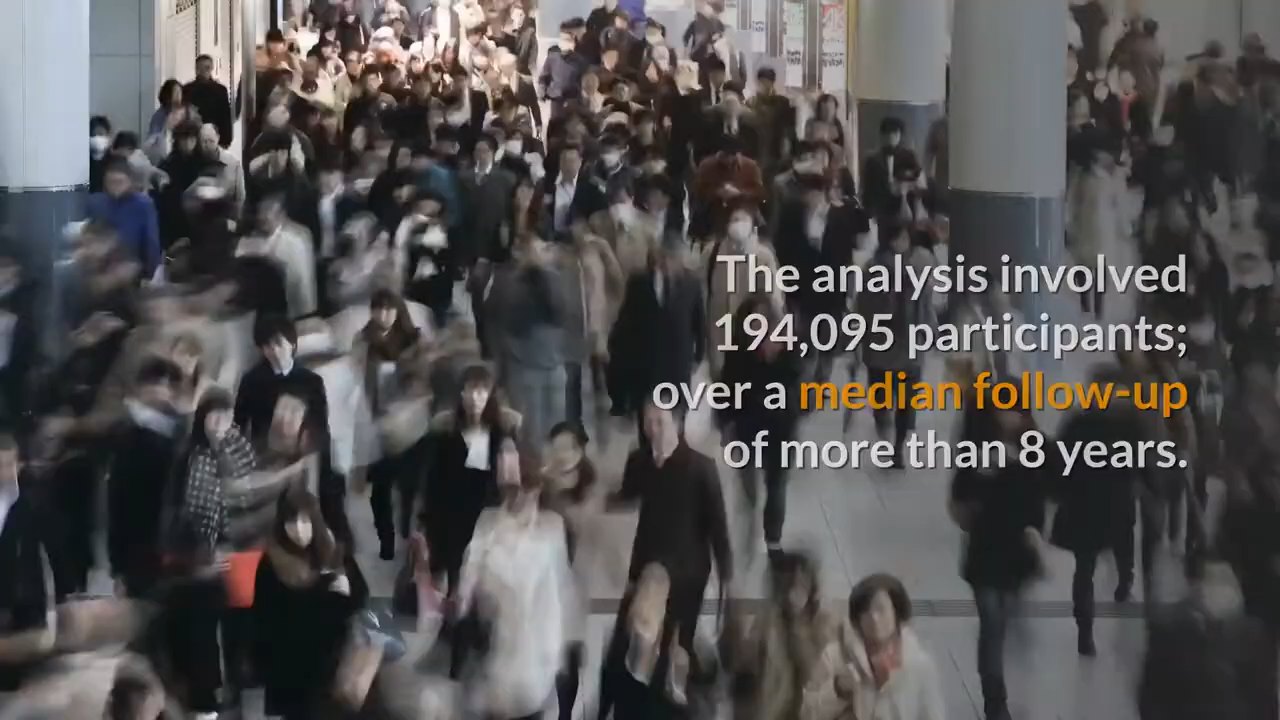 The analysis involved
194,095 participants;
over a median follow-up
of more than 8 years.